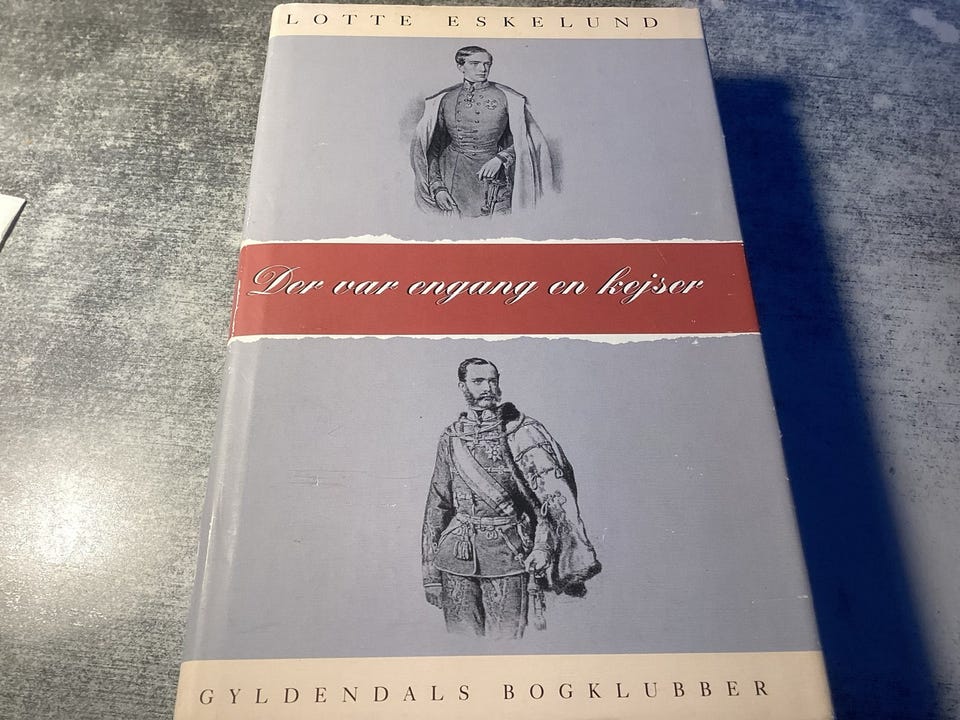 LOTTE ESKELUND
Der var engang en kejser
GYLDENDALS BOGKLUBBER